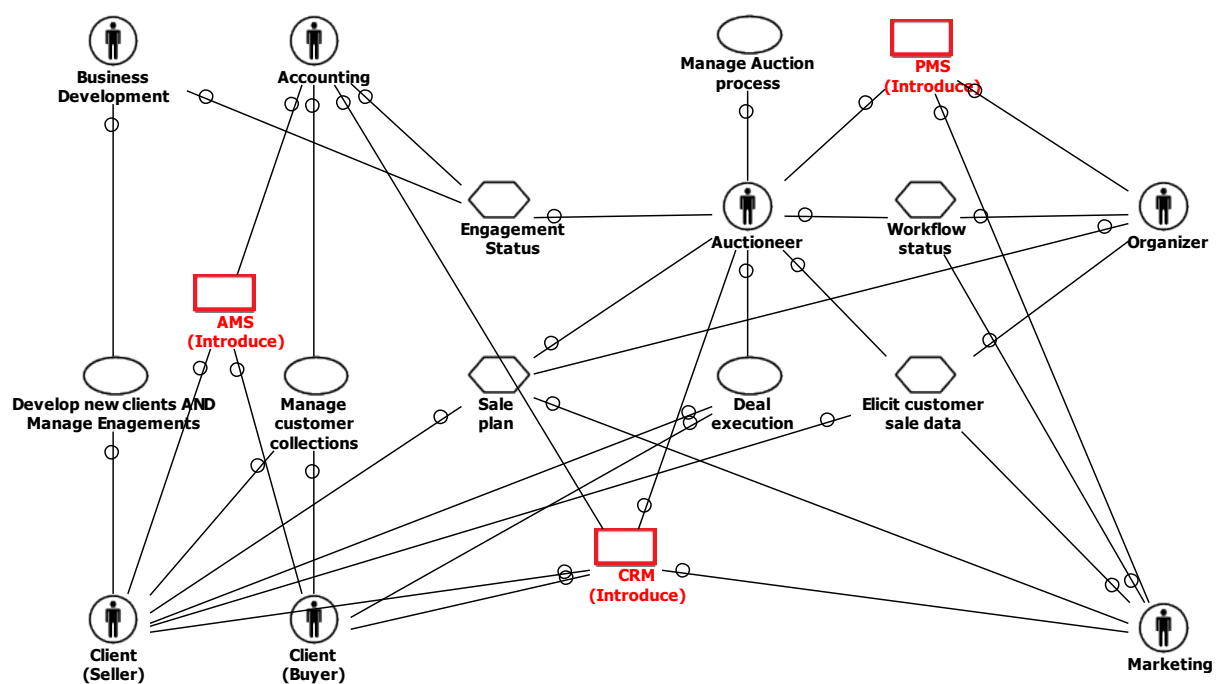 Business
Development
Accounting
Manage Auction
process
PMS
(Introduce)
Engagement
Status
Auctioneer
Workflow
status
Organizer
AMS
(Introduce)
Develop new clients AND
Manage Enagements
Manage
customer
collections
Sale
plan
Deal
execution
Elicit customer
sale data
CRM
(Introduce)
Client
(Seller)
Client
(Buyer)
Marketing